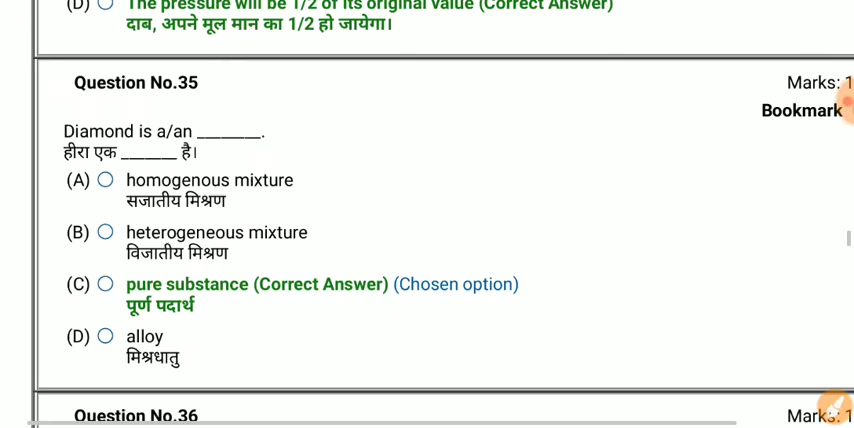 (D) The pressure will be 1/2 of its original value (Correct Answer)
दाब, अपने मूल मान का 1/2 हो जायेगा।
Question No.35 Marks: 1
Bookmark
Diamond is a/an _______.
हीरा एक _______ है।
(A) homogenous mixture
सजातीय मिश्रण
(B) heterogeneous mixture
विजातीय मिश्रण
(C) pure substance (Correct Answer) (Chosen option)
पूर्ण पदार्थ
(D) alloy
मिश्रधातु
Question No.36 Marks: 1